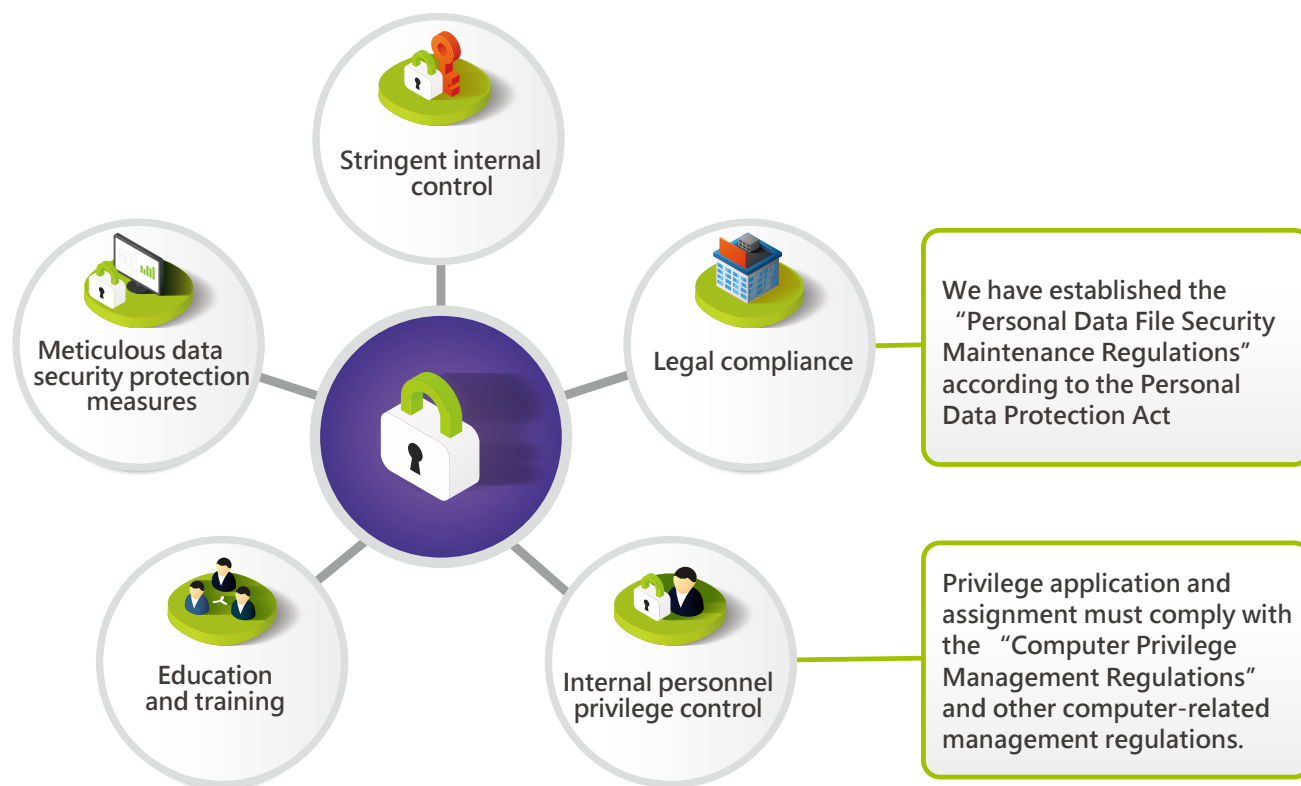 Stringent internal
control
Meticulous data
security protection
measures
Legal compliance
We have established the
“Personal Data File Security
Maintenance Regulations”
according to the Personal
Data Protection Act
Education
and training
Internal personnel
privilege control
Privilege application and
assignment must comply with
the “Computer Privilege
Management Regulations”
and other computer-related
management regulations.